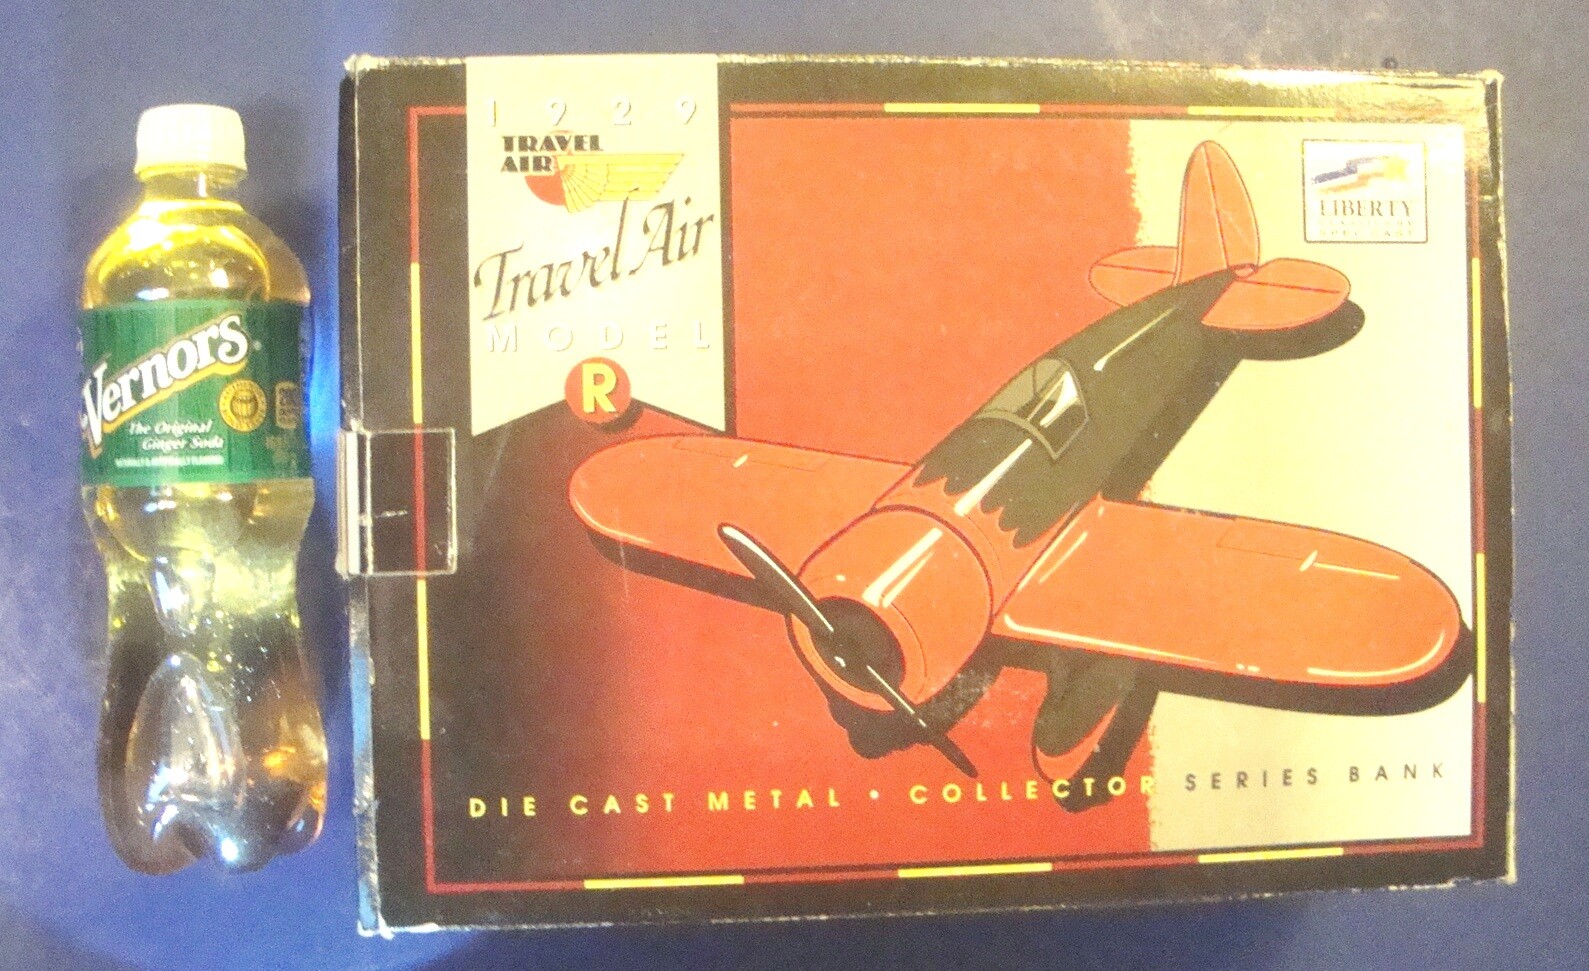 Vernors
The Original
Ginger Soda
1929
TRAVEL
AIR
Travel Air
MODEL
R
LIBERTY
DIE CAST METAL • COLLECTOR SERIES BANK